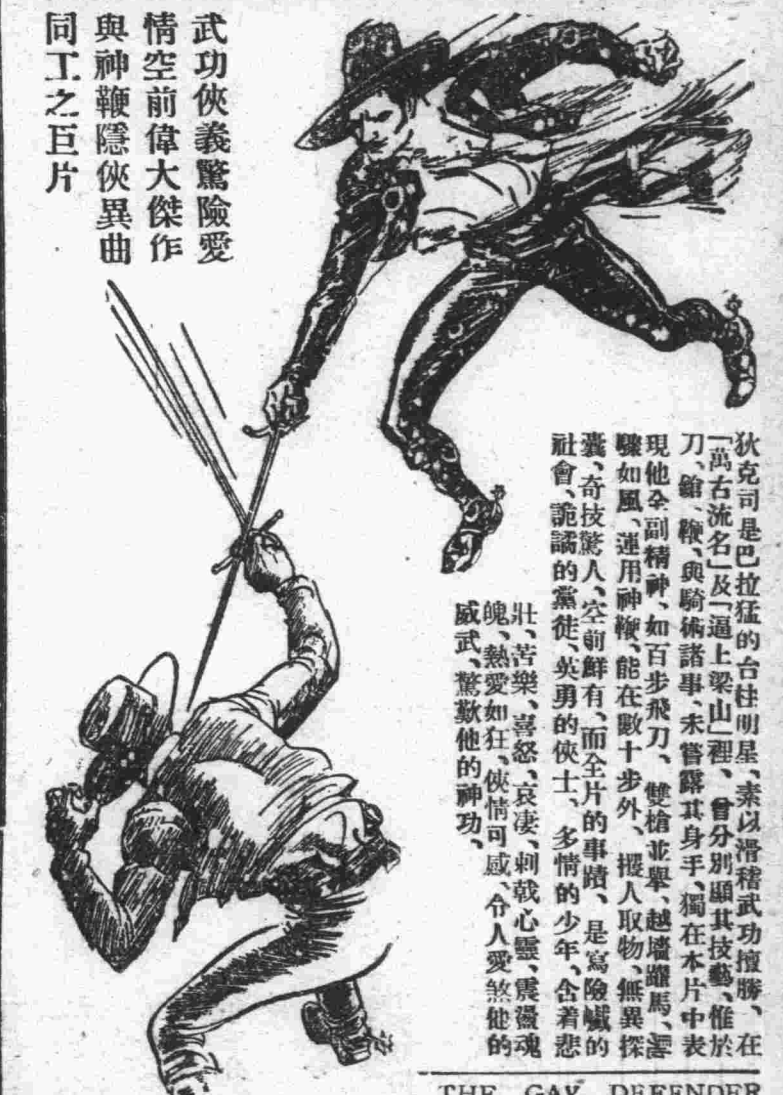 武功俠義驚險愛
情空前偉大傑作
與神鞭隱俠異曲
同工之巨片
狄克司是巴拉猛的台柱明星、素以滑稽武功擅勝、在
「萬古流名」及「逼上梁山」裡、曾分別顯其技藝、惟於
刀、鎗、鞭、與騎術諸事、未嘗露其身手、獨在本片中表
現他全副精神、如百步飛刀、雙槍並舉、越墻躍馬、
驟如風、運用神鞭、能在數十步外、擢人取物、無異探
囊、奇技驚人、空前鮮有、而全片的事蹟、是寫險巇的
社會、詭譎的黨徒、英勇的俠士、多情的少年、含着悲
壯、苦樂、喜怒、哀凄、刺戟心靈、震盪魂
魄、熱愛如狂、俠情可感、令人愛煞他的
威武、驚歎他的神功、
THE GAY DEFENDER